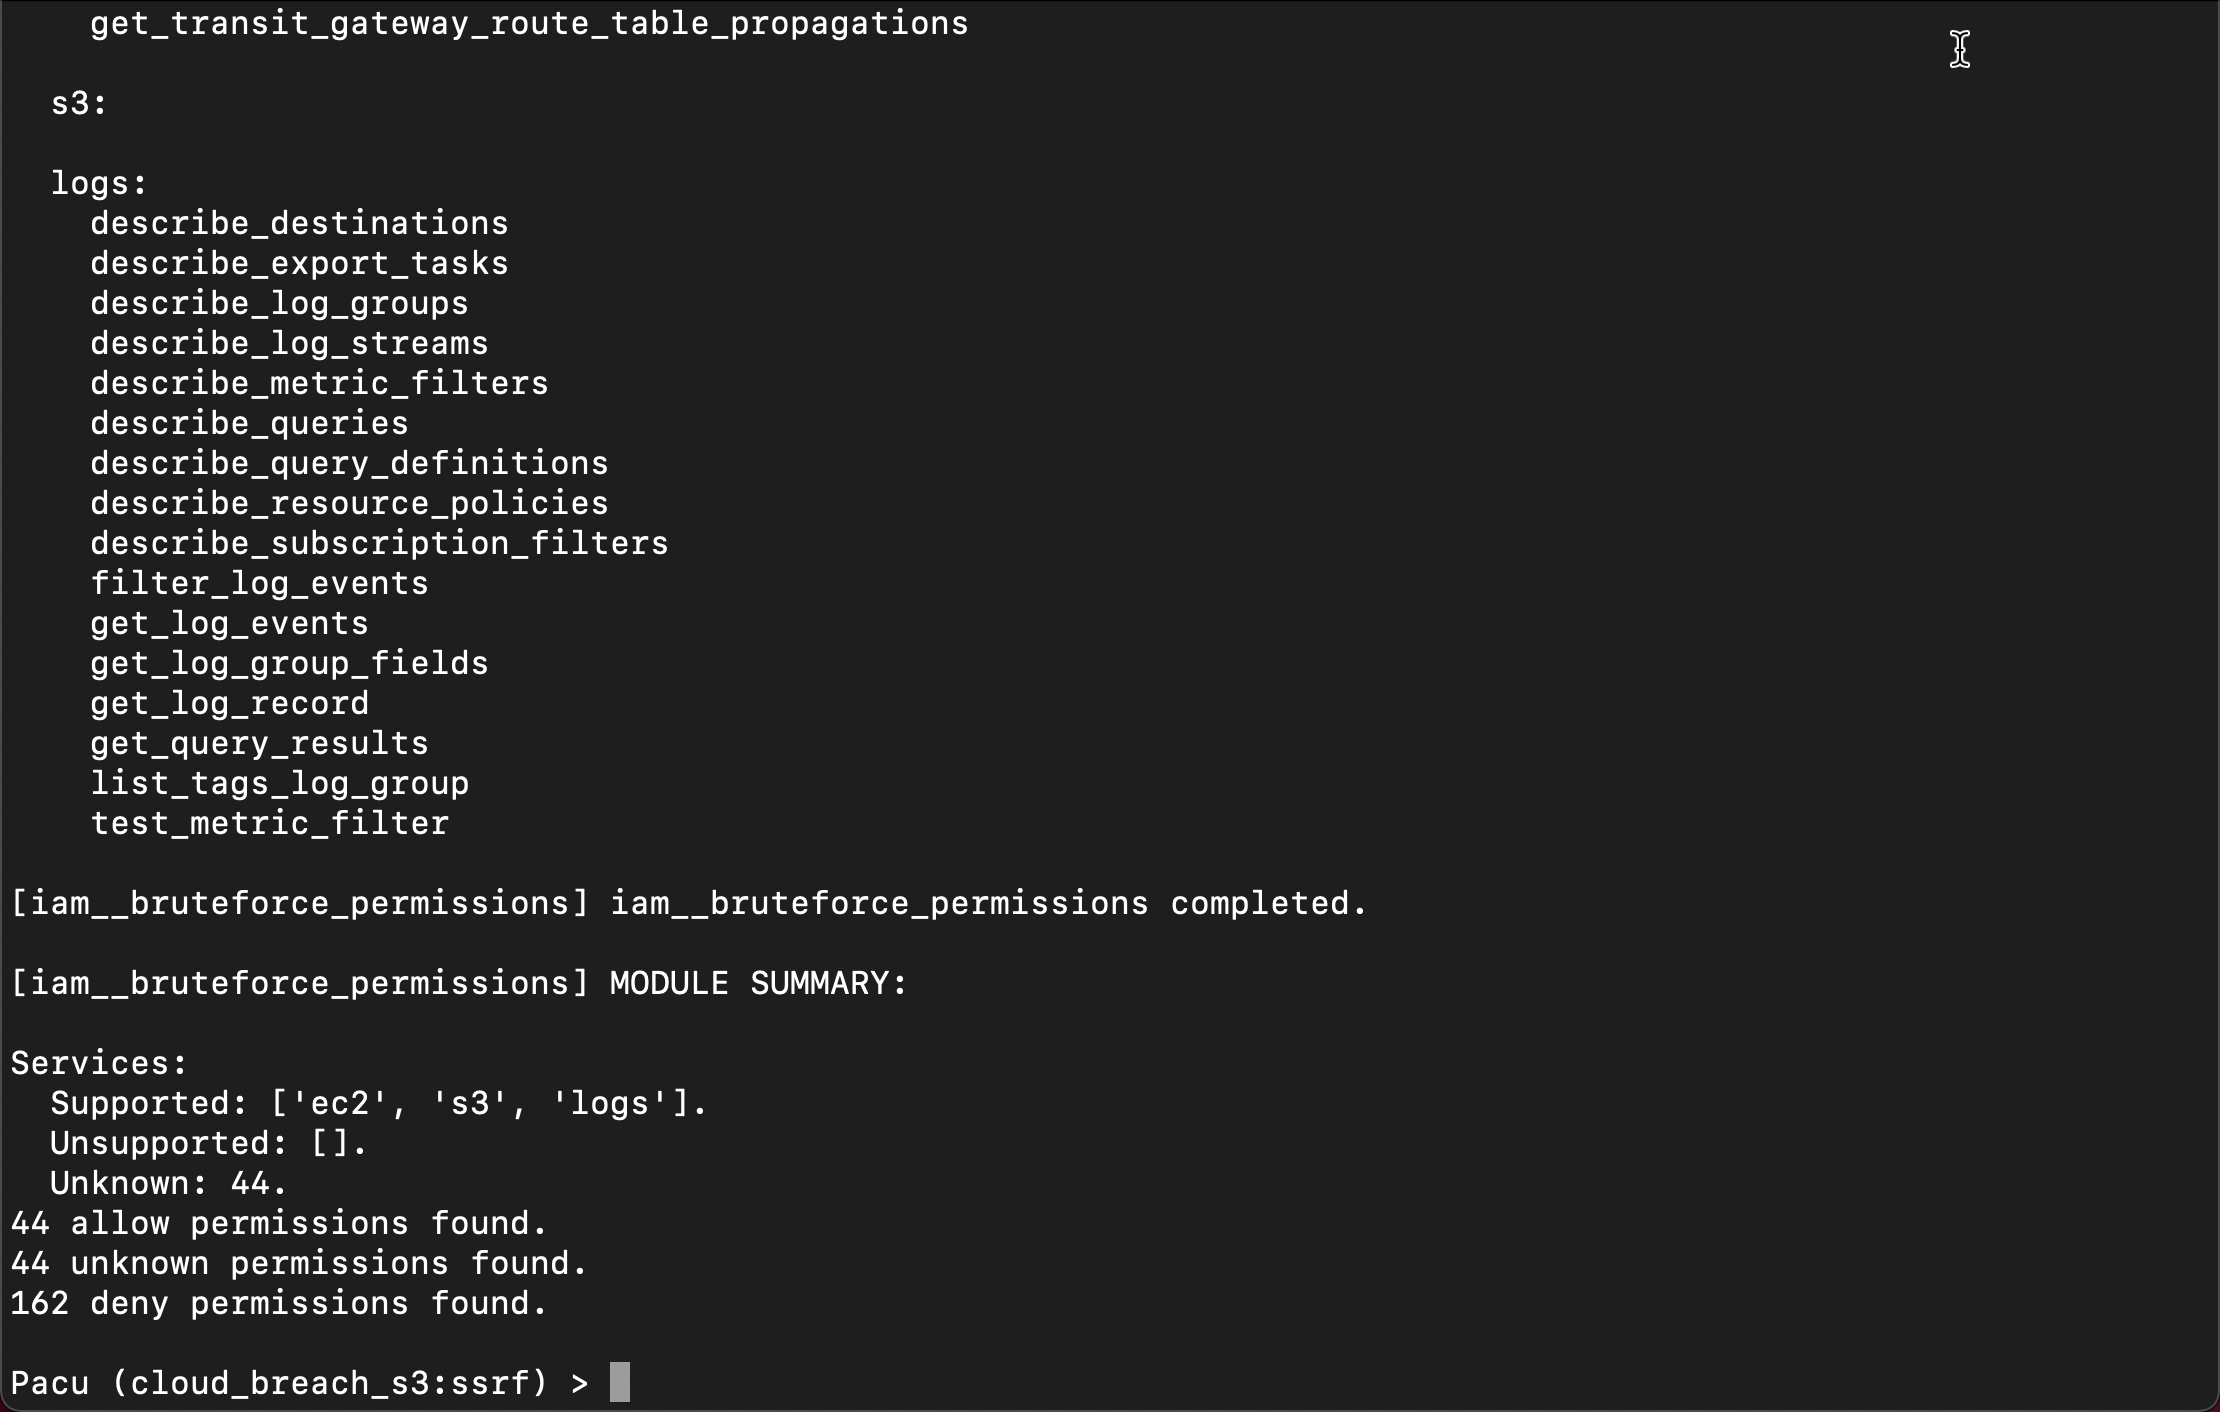 get_transit_gateway_route_table_propagations
s3:
logs:
describe_destinations
describe_export_tasks
describe_log_groups
describe_log_streams
describe_metric_filters
describe_queries
describe_query_definitions
describe_resource_policies
describe_subscription_filters
filter_log_events
get_log_events
get_log_group_fields
get_log_record
get_query_results
list_tags_log_group
test_metric_filter
[iam__bruteforce_permissions] iam__bruteforce_permissions completed.
[iam__bruteforce_permissions] MODULE SUMMARY:
Services:
Supported: ['ec2', 's3', 'logs'].
Unsupported: [].
Unknown: 44.
44 allow permissions found.
44 unknown permissions found.
162 deny permissions found.
Pacu (cloud_breach_s3:ssrf) >